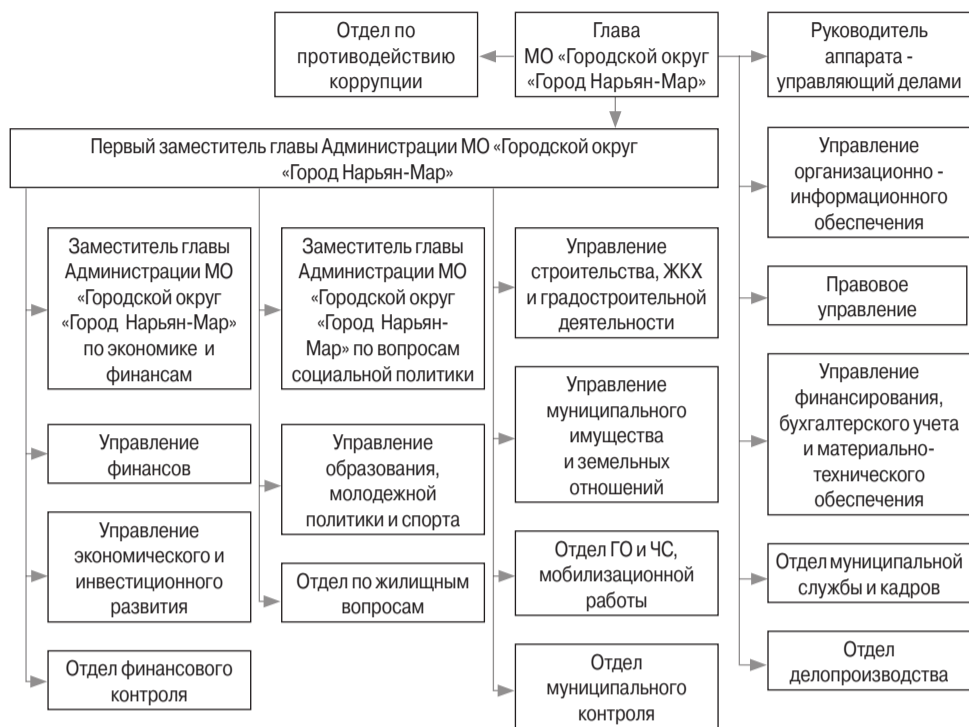 Отдел по
противодействию
коррупции
Глава
МО «Городской округ
«Город Нарьян-Мар»
Руководитель
аппарата -
управляющий делами
Первый заместитель главы Администрации МО «Городской округ
«Город Нарьян-Мар»
Заместитель главы
Администрации МО
«Городской округ
«Город Нарьян-Мар»
по экономике и
финансам
Управление
финансов
Управление
экономического и
инвестиционного
развития
Отдел финансового
контроля
Заместитель главы
Администрации МО
«Городской округ
«Город Нарьян-
Мар» по вопросам
социальной политики
Управление
образования,
молодежной
политики и спорта
Отдел по жилищным
вопросам
Управление
строительства, ЖКХ
и градостроительной
деятельности
Управление
муниципального
имущества
и земельных
отношений
Отдел ГО и ЧС,
мобилизационной
работы
Отдел
муниципального
контроля
Управление
организационно -
информационного
обеспечения
Правовое
управление
Управление
финансирования,
бухгалтерского учета
и материально-
технического
обеспечения
Отдел муниципальной
службы и кадров
Отдел
делопроизводства